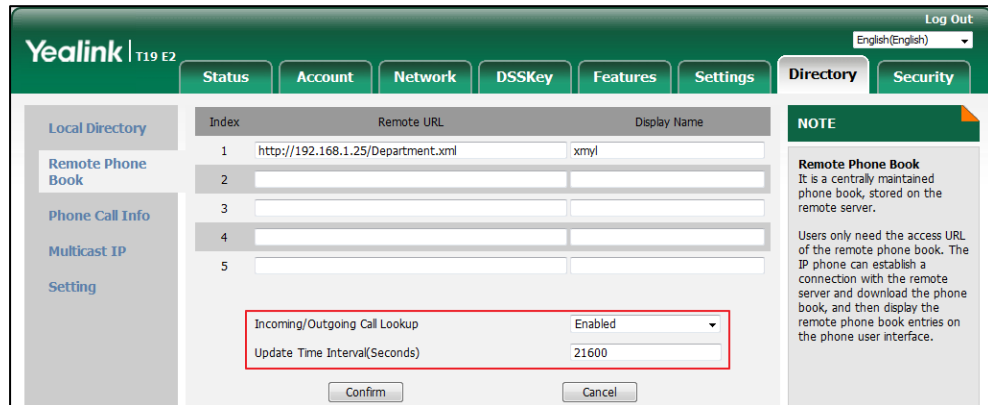 Log Out
Yealink T19 E2
English(English)
Status Account Network DSSKey Features Settings Directory Security
Local Directory
Remote Phone
Book
Phone Call Info
Multicast IP
Setting
Index Remote URL Display Name
1 http://192.168.1.25/Department.xml xmyl
2
3
4
5
Incoming/Outgoing Call Lookup Enabled
Update Time Interval(Seconds) 21600
Confirm Cancel
NOTE
Remote Phone Book
It is a centrally maintained
phone book, stored on the
remote server.
Users only need the access URL
of the remote phone book. The
IP phone can establish a
connection with the remote
server and download the phone
book, and then display the
remote phone book entries on
the phone user interface.